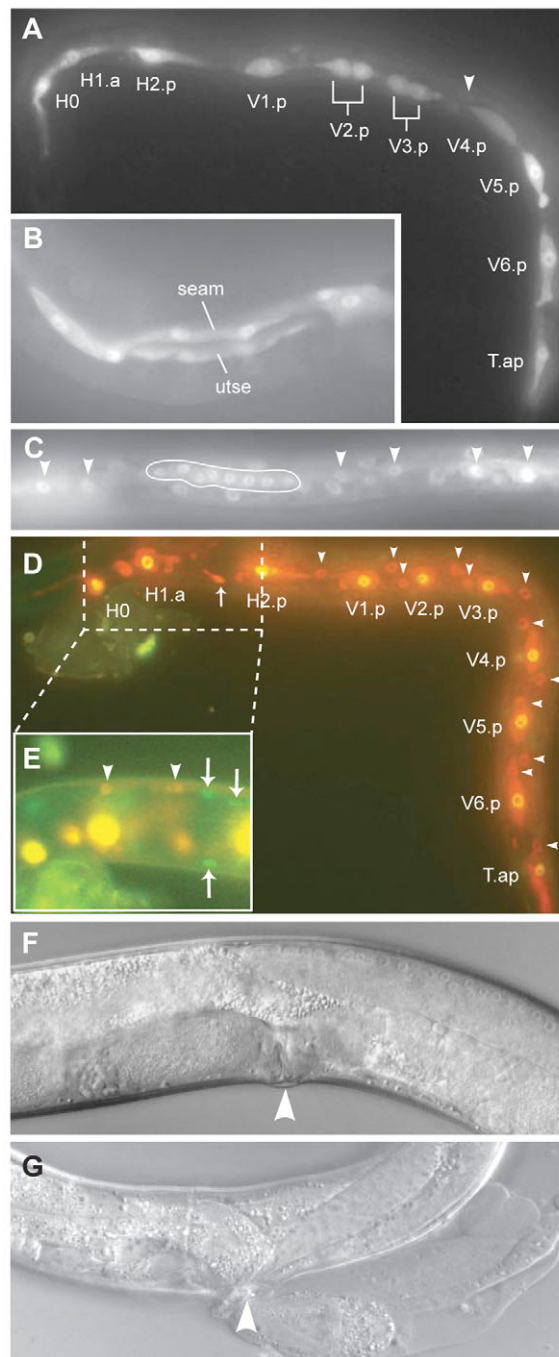 A
H0
H1.a
H2.p
V1.p
V2.p
V3.p
V4.p
V5.p
V6.p
T.ap
B
seam
utse
C
D
H0
H1.a
H2.p
V1.p
V2.p
V3.p
V4.p
V5.p
V6.p
T.ap
E
F
G